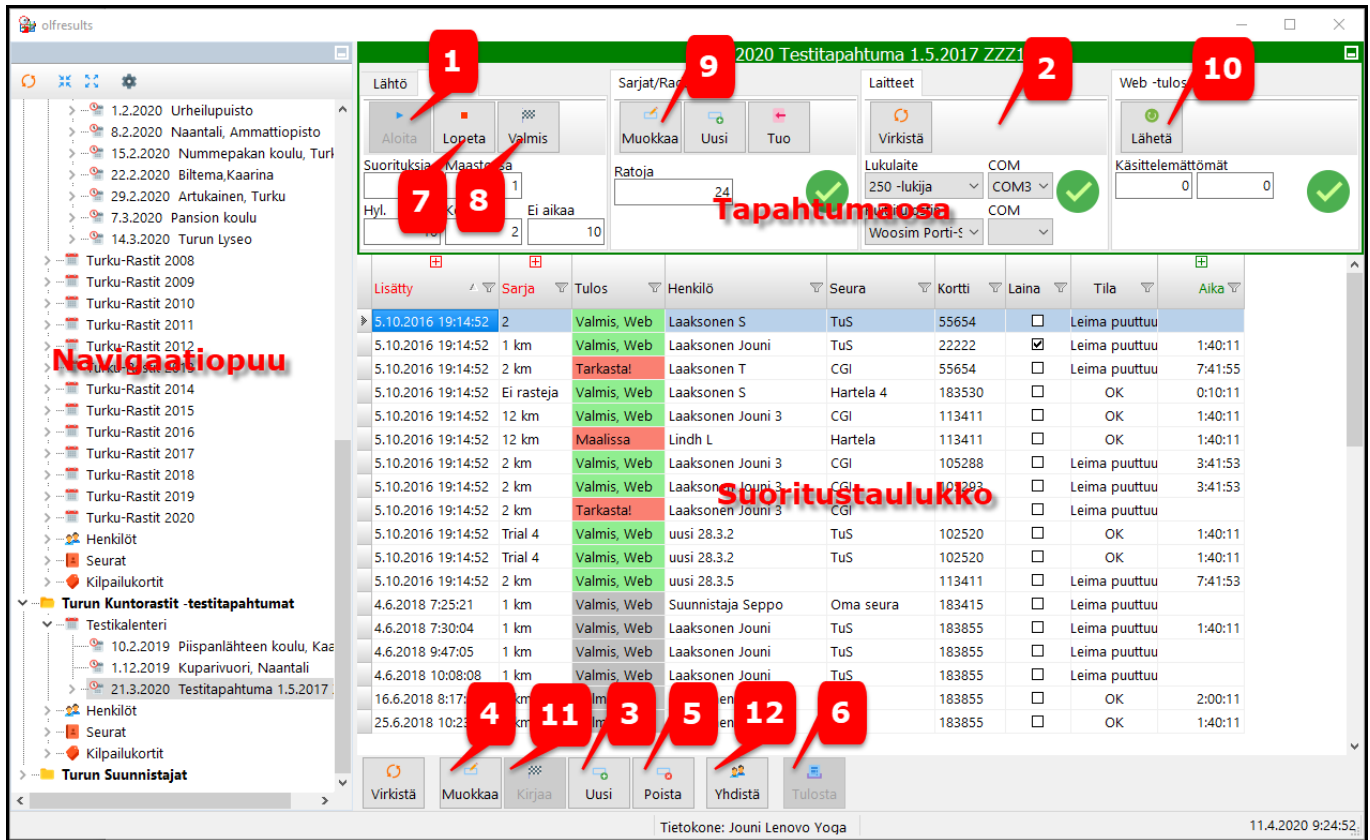 olfresults
2020 Testitapahtuma 1.5.2017 ZZZ1
1
9
2
10
Lähtö
Laitteet
Aloita
Lopeta
Valmis
Muokkaa
Uusi
Tuo
Virkistä
Lähetä
7
8
1
Ratoja
24
Lukulaite
COM
250 -lukija
COM3
COM
Woosim Porti-S
Käsittelemättömät
0
0
Hyl.
Ei aikaa
2
10
Tapahtumaosa
1.2.2020 Urheilupuisto
8.2.2020 Naantali, Ammattiopisto
15.2.2020 Nummepakan koulu, Turk
22.2.2020 Biltema,Kaarina
29.2.2020 Artukainen, Turku
7.3.2020 Pansion koulu
14.3.2020 Turun Lyseo
Turku-Rastit 2008
Turku-Rastit 2009
Turku-Rastit 2010
Turku-Rastit 2011
Turku-Rastit 2012
Navigaatiopuu
Turku-Rastit 2014
Turku-Rastit 2015
Turku-Rastit 2016
Turku-Rastit 2017
Turku-Rastit 2018
Turku-Rastit 2019
Turku-Rastit 2020
Henkilöt
Seurat
Kilpailukortit
Turun Kuntorastit -testitapahtumat
Testikalenteri
10.2.2019 Piispanlähteen koulu, Kaa
1.12.2019 Kuparivuori, Naantali
21.3.2020 Testitapahtuma 1.5.2017
Henkilöt
Seurat
Kilpailukortit
Turun Suunnistajat
Lisätty Sarja Tulos Henkilö Seura Kortti Laina Tila Aika
5.10.2016 19:14:52 2 Valmis, Web Laaksonen S TuS 55654 Leima puuttuu
5.10.2016 19:14:52 1 km Valmis, Web Laaksonen Jouni TuS 22222 Leima puuttuu 1:40:11
5.10.2016 19:14:52 2 km Tarkasta! Laaksonen T CGI 55654 Leima puuttuu 7:41:55
5.10.2016 19:14:52 Ei rasteja Valmis, Web Laaksonen S Hartela 4 183530 OK 0:10:11
5.10.2016 19:14:52 12 km Valmis, Web Laaksonen Jouni 3 CGI 113411 OK 1:40:11
5.10.2016 19:14:52 12 km Maalissa Lindh L Hartela 113411 OK 1:40:11
5.10.2016 19:14:52 2 km Valmis, Web Laaksonen Jouni 3 CGI 105288 Leima puuttuu 3:41:53
5.10.2016 19:14:52 2 km Valmis, Web Laaksonen Jouni 3 CGI 105293 Leima puuttuu 3:41:53
Suoritustaulukko
5.10.2016 19:14:52 2 km Tarkasta! Laaksonen Jouni 3 CGI Leima puuttuu
5.10.2016 19:14:52 Trial 4 Valmis, Web uusi 28.3.2 TuS 102520 OK 1:40:11
5.10.2016 19:14:52 Trial 4 Valmis, Web uusi 28.3.2 TuS 102520 OK 1:40:11
5.10.2016 19:14:52 2 km Valmis, Web uusi 28.3.5 113411 Leima puuttuu 7:41:53
4.6.2018 7:25:21 1 km Valmis, Web Suunnistaja Seppo Oma seura 183415 Leima puuttuu
4.6.2018 7:30:04 1 km Valmis, Web Laaksonen Jouni TuS 183855 Leima puuttuu 1:40:11
4.6.2018 9:47:05 1 km Valmis, Web Laaksonen Jouni TuS 183855 Leima puuttuu
4.6.2018 10:08:08 1 km Valmis, Web Laaksonen Jouni TuS 183855 Leima puuttuu
16.6.2018 8:17: 183855 OK 2:00:11
25.6.2018 10:23 183855 OK 1:40:11
4
11
3
5
12
6
Virkistä
Muokkaa
Kirjaa
Uusi
Poista
Yhdistä
Tulosta
Tietokone: Jouni Lenovo Yoga
11.4.2020 9:24:52